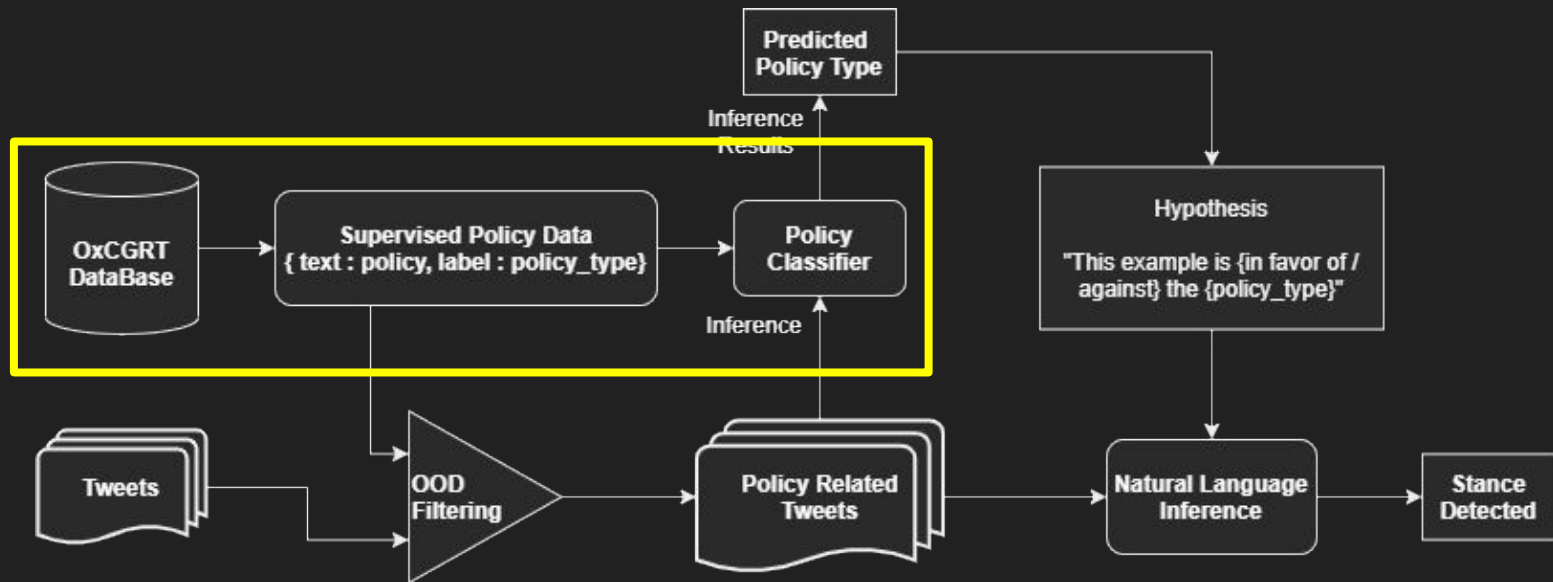 Predicted
Policy Type
Inference
Results
OxCGRT
DataBase
Supervised Policy Data
{ text : policy, label : policy_type}
Policy
Classifier
Hypothesis
"This example is {in favor of /
against} the {policy_type}"
Inference
Tweets
OOD
Filtering
Policy Related
Tweets
Natural Language
Inference
Stance
Detected